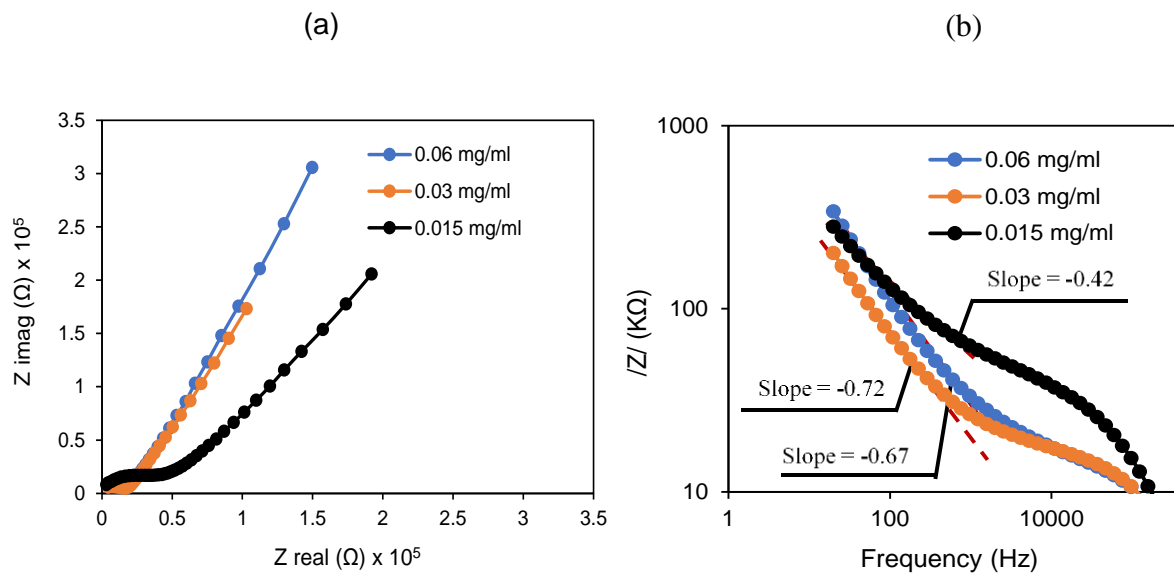 (a)
(b)
3.5
3
2.5
2
1.5
1
0.5
0
0
0.5
1
1.5
2
2.5
3
3.5
Z imag (Ω) x 10⁵
Z real (Ω) x 10⁵
0.06 mg/ml
0.03 mg/ml
0.015 mg/ml
1000
100
10
1
100
10000
/Z/ (KΩ)
Frequency (Hz)
0.06 mg/ml
0.03 mg/ml
0.015 mg/ml
Slope = -0.42
Slope = -0.72
Slope = -0.67